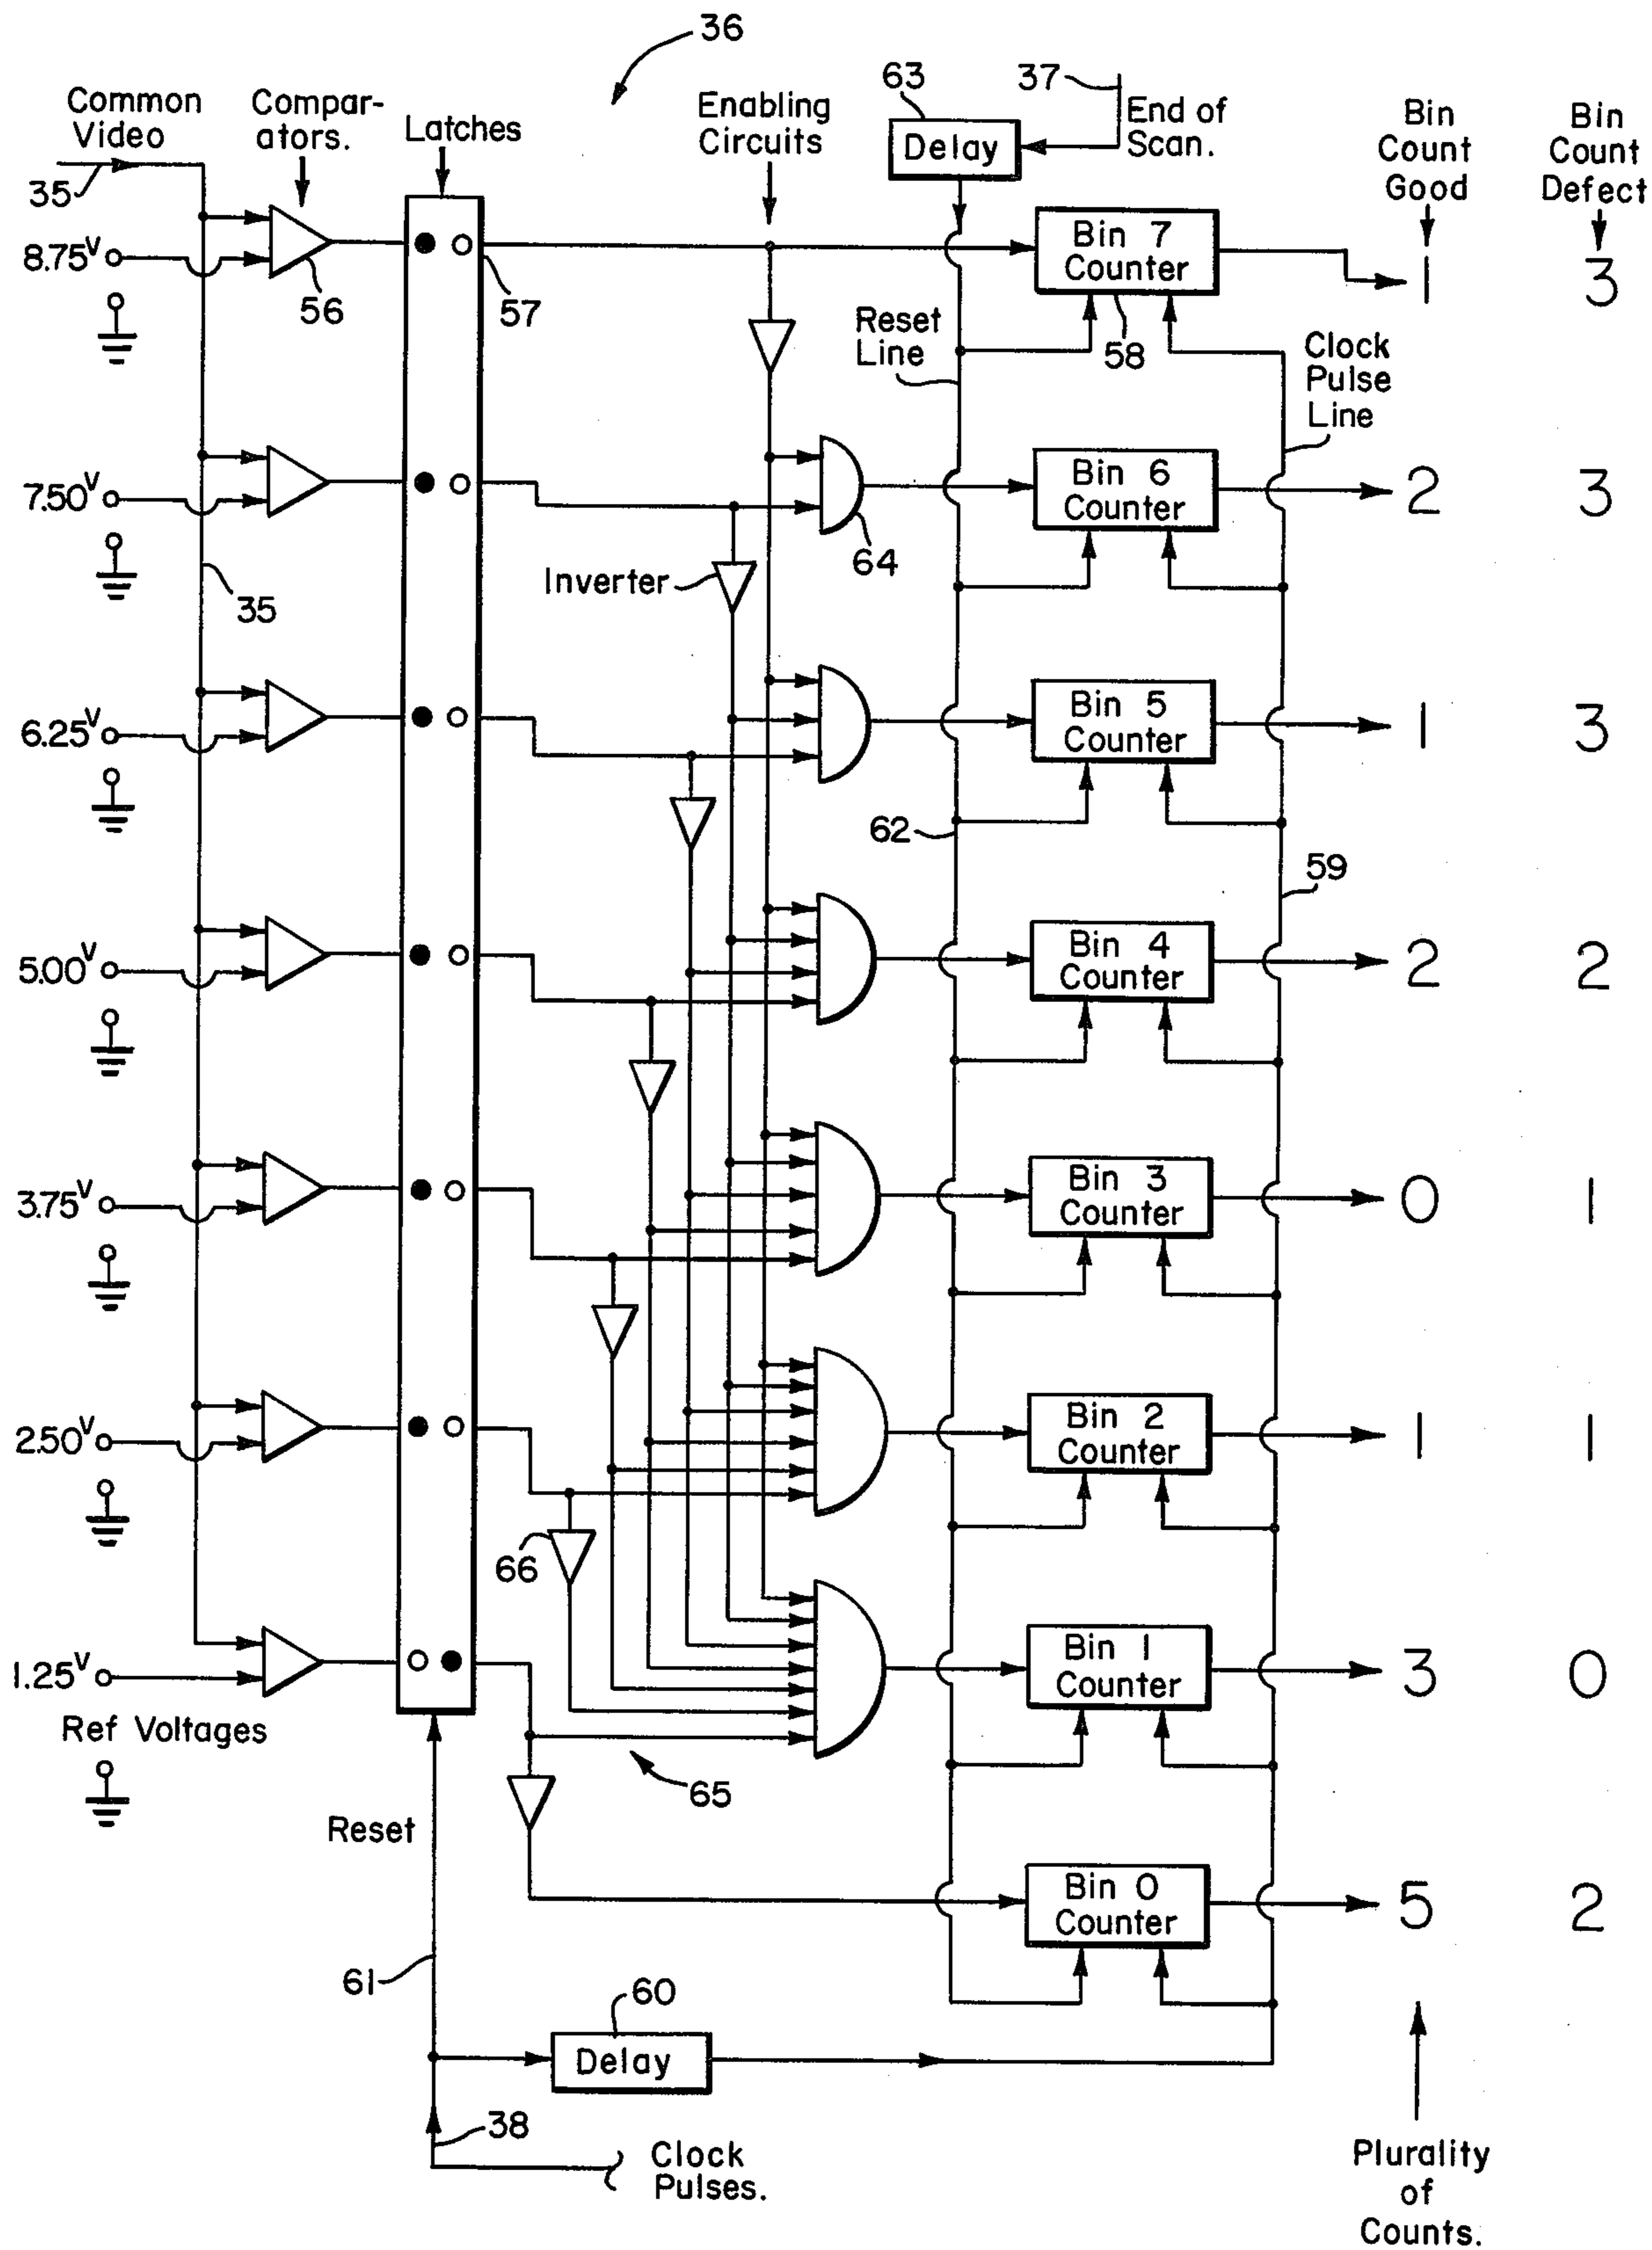 36
Common
Video
Compar-
ators.
Latches
Enabling
Circuits
63
Delay
37
End of
Scan.
Bin
Count
Good
Bin
Count
Defect
35
8.75V
56
57
Bin 7
Counter
58
1
3
Reset
Line
Clock
Pulse
Line
7.50V
64
Bin 6
Counter
2
3
Inverter
35
6.25V
Bin 5
Counter
1
3
62
59
5.00V
Bin 4
Counter
2
2
3.75V
Bin 3
Counter
0
1
2.50V
Bin 2
Counter
1
1
66
1.25V
Bin 1
Counter
3
0
Ref Voltages
65
Reset
Bin 0
Counter
5
2
61
60
Delay
38
Clock
Pulses.
Plurality
of
Counts.